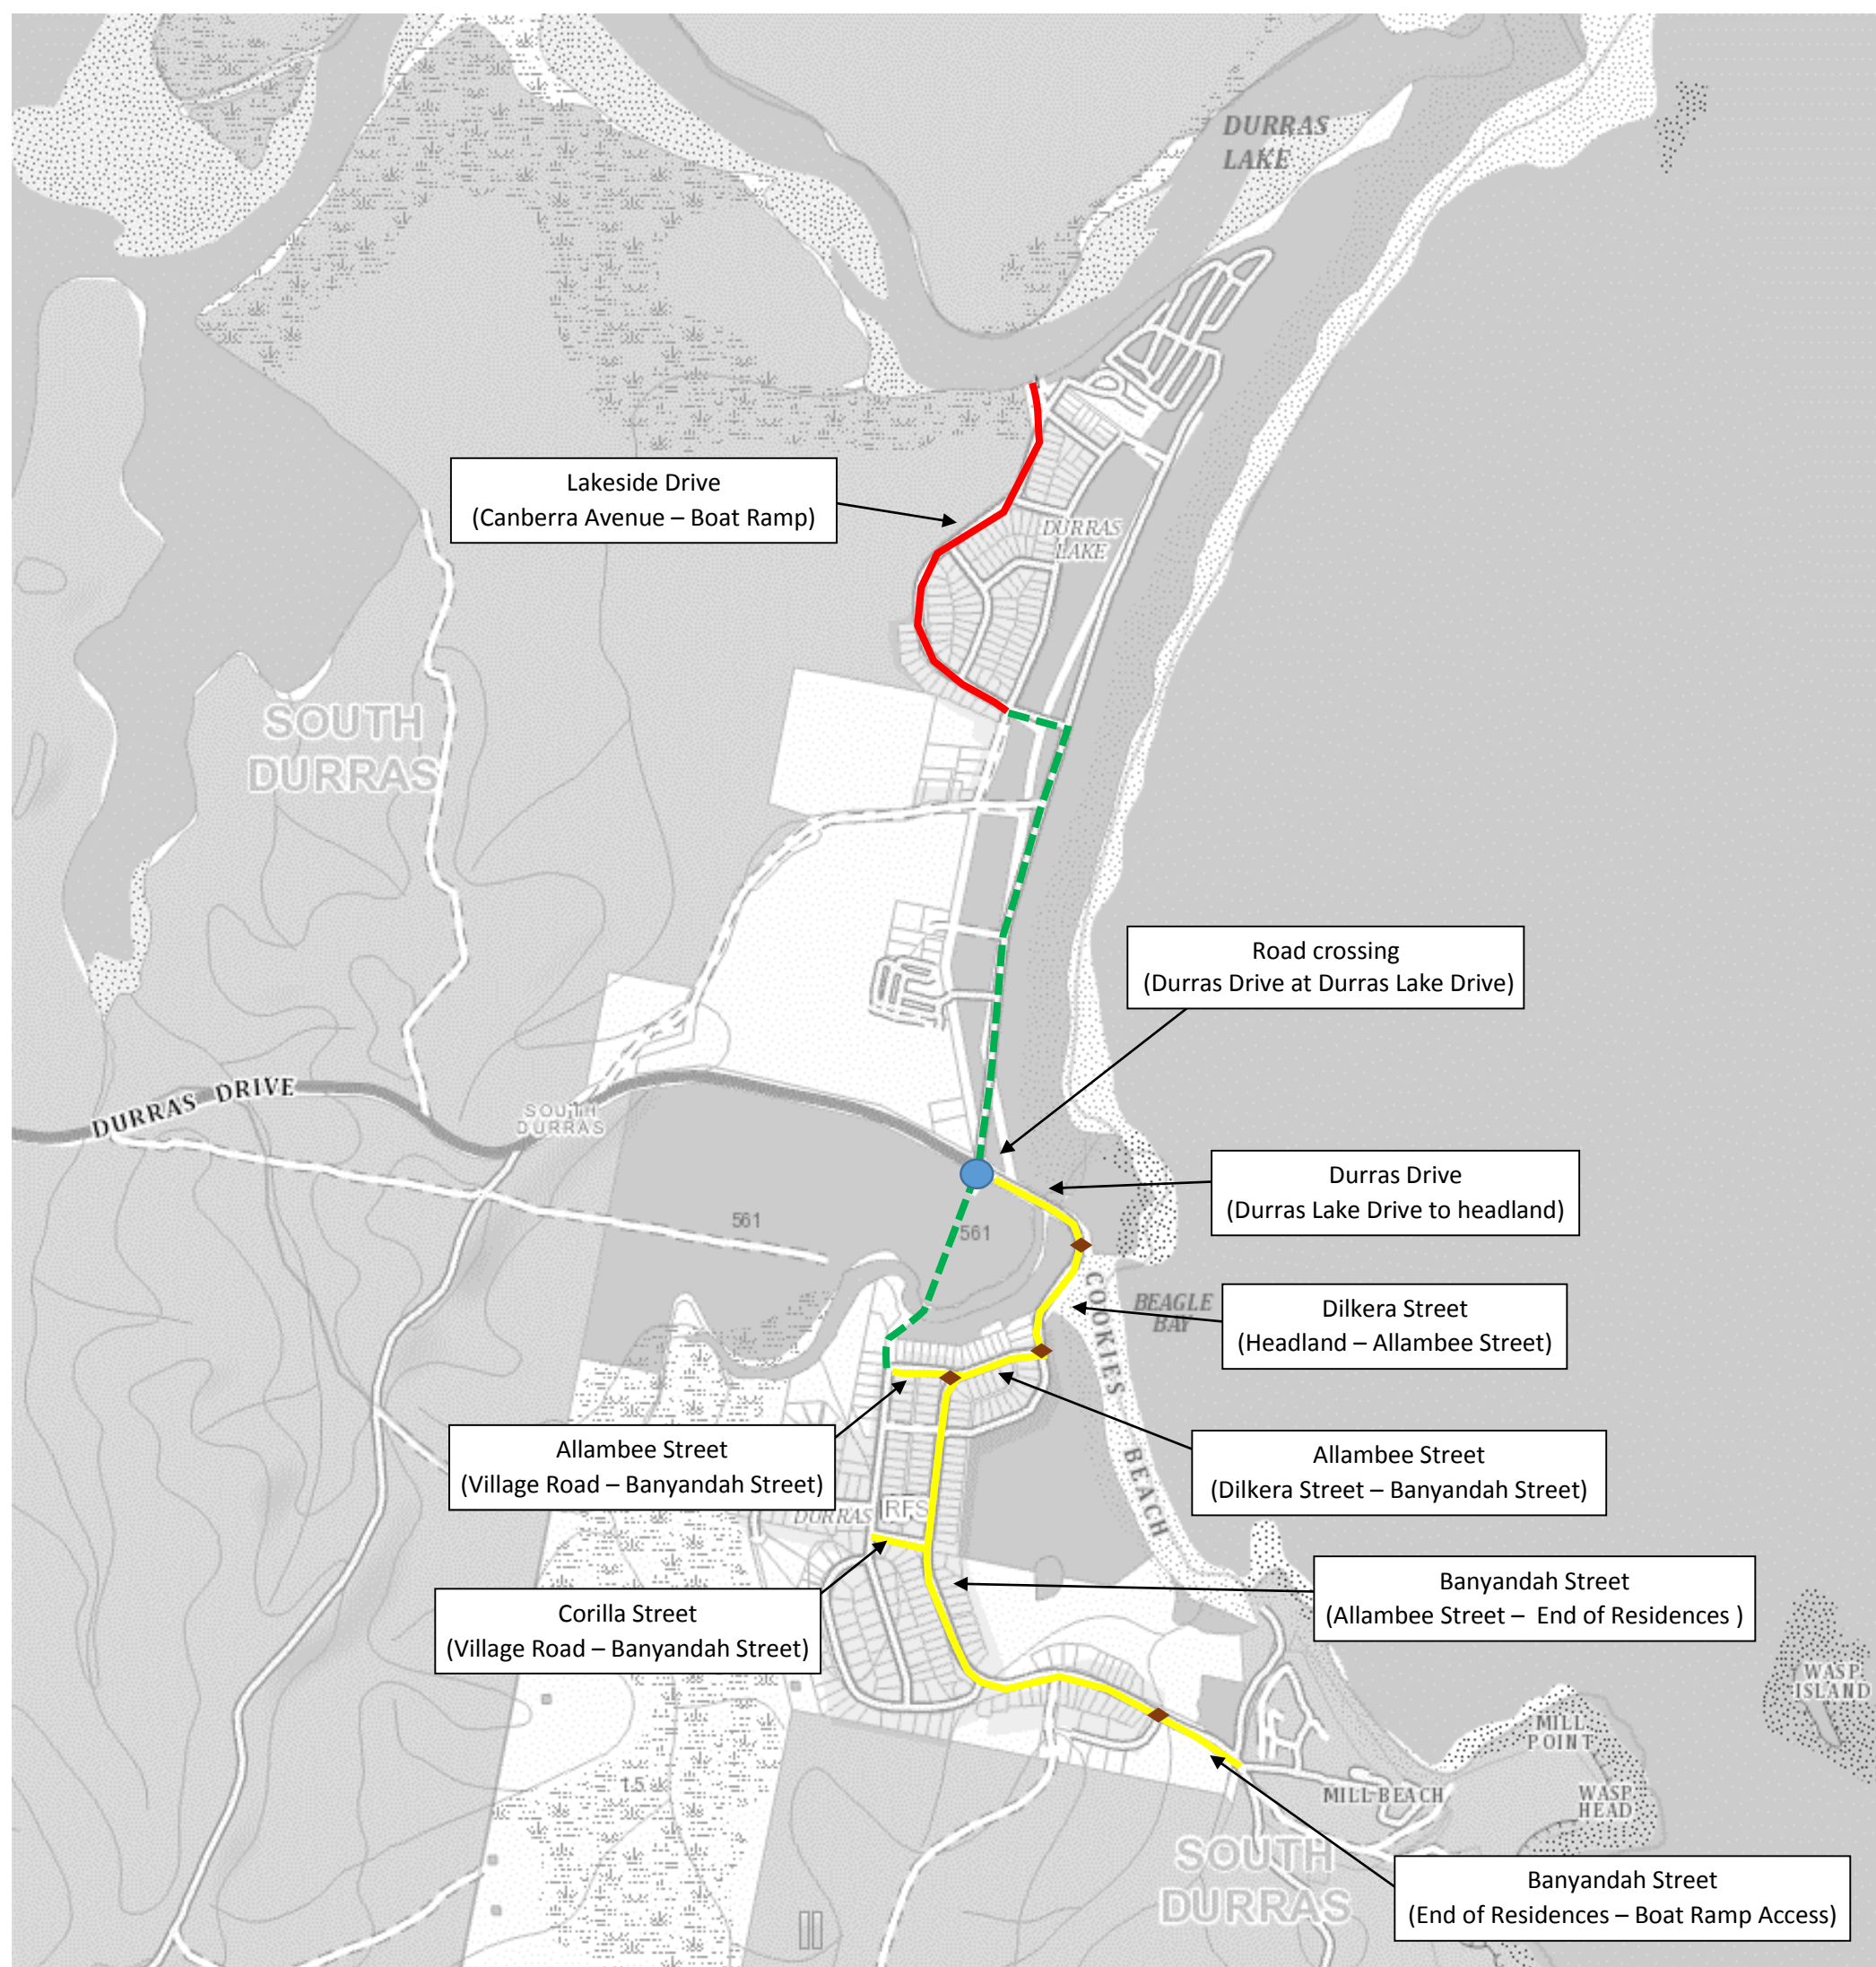 DURRAS
LAKE
Lakeside Drive
(Canberra Avenue – Boat Ramp)
DURRAS
LAKE
SOUTH
DURRAS
Road crossing
(Durras Drive at Durras Lake Drive)
DURRAS DRIVE
SOUTH
DURRAS
Durras Drive
(Durras Lake Drive to headland)
561
561
COOKIES BEACH
BEAGLE
BAY
Dilkera Street
(Headland – Allambee Street)
Allambee Street
(Village Road – Banyandah Street)
Allambee Street
(Dilkera Street – Banyandah Street)
DURRAS
RFS
Banyandah Street
(Allambee Street –  End of Residences )
Corilla Street
(Village Road – Banyandah Street)
WASP
ISLAND
MILL
POINT
15
MILL BEACH
WASP
HEAD
SOUTH
DURRAS
Banyandah Street
(End of Residences – Boat Ramp Access)